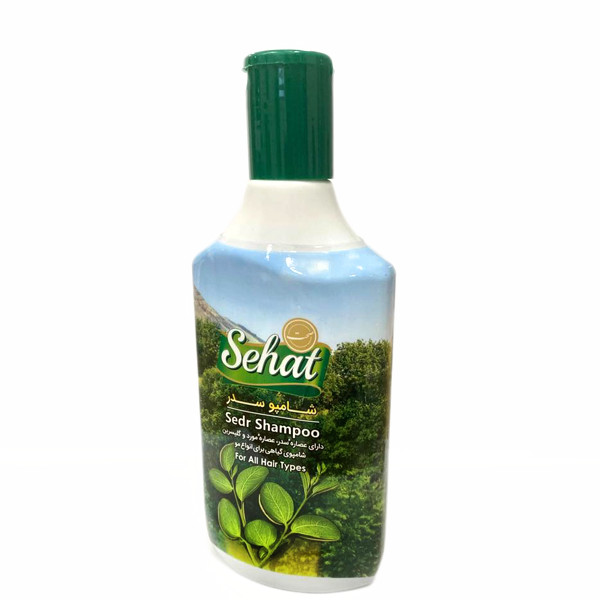 صحت
Sehat
شامپو سدر
Sedr Shampoo
دارای عصاره سدر، عصاره مورد و گلیسرین
شامپوی گیاهی برای انواع مو
For All Hair Types